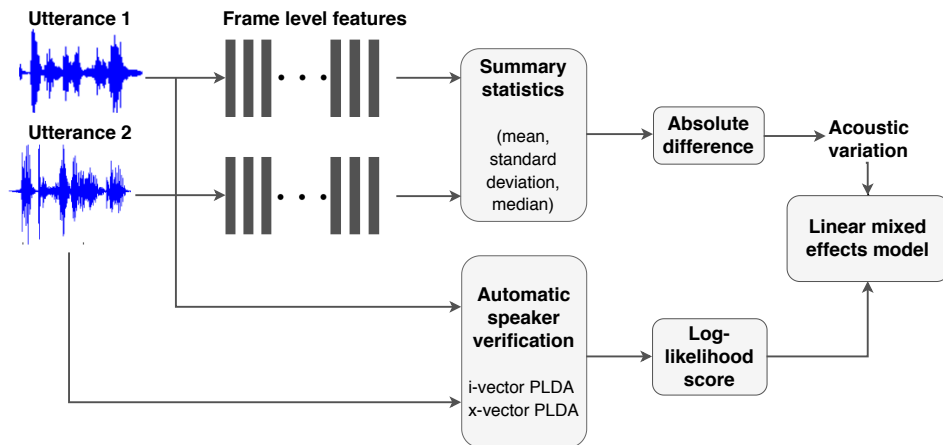 Utterance 1
Frame level features
Utterance 2
Summary
statistics
(mean,
standard
deviation,
median)
Absolute
difference
Acoustic
variation
Linear mixed
effects model
Automatic
speaker
verification
i-vector PLDA
x-vector PLDA
Log-
likelihood
score